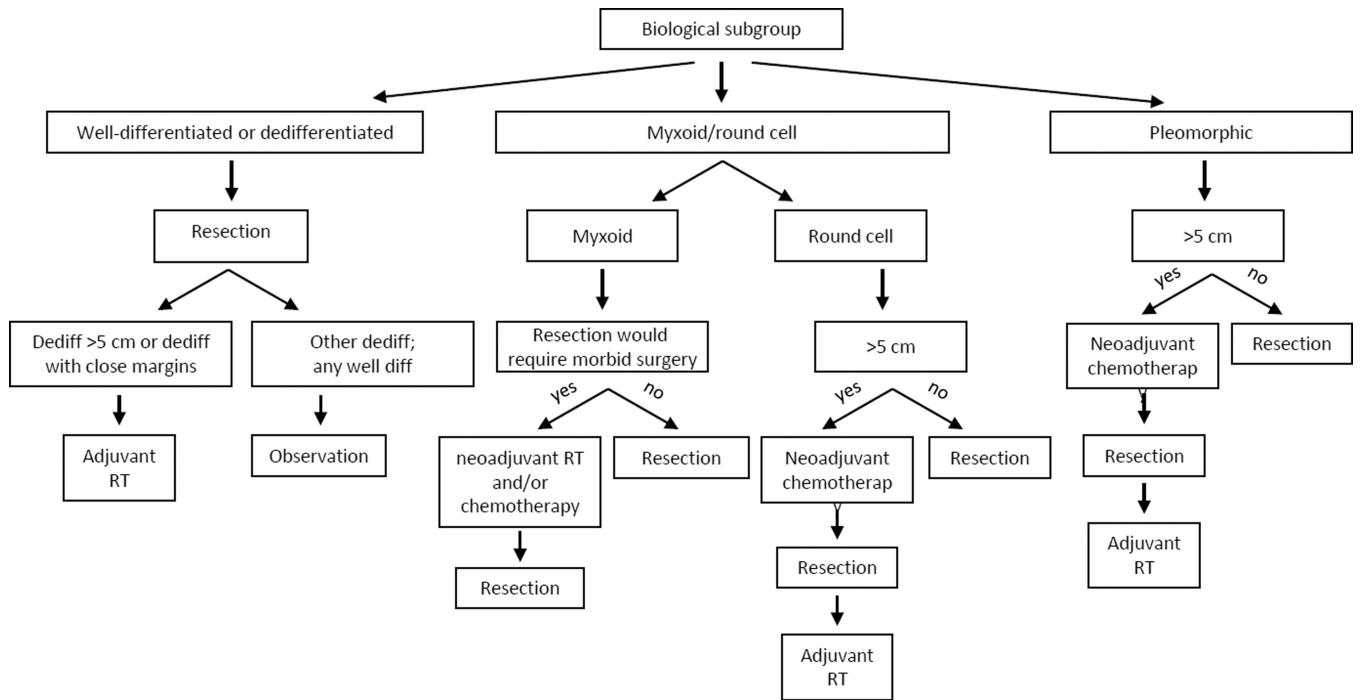 Biological subgroup
Well-differentiated or dedifferentiated
Myxoid/round cell
Pleomorphic
Resection
Myxoid
Round cell
>5 cm
yes
no
Dediff >5 cm or dediff
with close margins
Other dediff;
any well diff
Resection would
require morbid surgery
>5 cm
Neoadjuvant
chemotherapy
Resection
yes
no
yes
no
Adjuvant
RT
Observation
neoadjuvant RT
and/or
chemotherapy
Resection
Neoadjuvant
chemotherapy
Resection
Resection
Resection
Resection
Adjuvant
RT
Adjuvant
RT